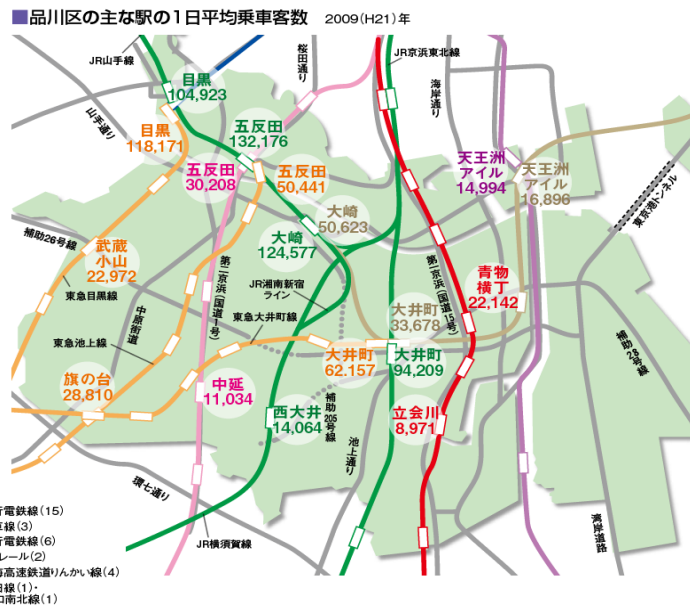 ■品川区の主な駅の1日平均乗車客数 2009(H21)年
JR山手線
桜田通り
JR京浜東北線
海岸通り
目黒
104,923
山手通り
目黒
118,171
五反田
132,176
五反田
30,208
五反田
50,441
天王洲
アイル
14,994
天王洲
アイル
16,896
東京港トンネル
大崎
50,623
大崎
124,577
補助26号線
武蔵
小山
22,972
東急目黒線
第二京浜(国道1号)
JR湘南新宿
ライン
第一京浜(国道15号)
青物
横丁
22,142
中原街道
東急大井町線
大井町
33,678
東急池上線
大井町
62,157
大井町
94,209
補助28号線
旗の台
28,810
中延
11,034
西大井
14,064
補助205号線
立会川
8,971
池上通り
環七通り
JR横須賀線
湾岸道路
電鉄線(15)
線(3)
電鉄線(6)
レール(2)
高速鉄道りんかい線(4)
線(1)・
南北線(1)